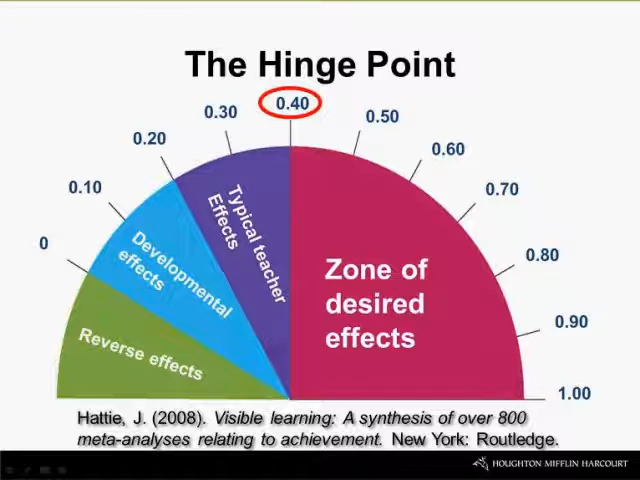 The Hinge Point
0.40
0.30
0.50
0.20
0.60
0.10
0.70
0
0.80
0.90
1.00
Typical teacher
Effects
Developmental
effects
Reverse effects
Zone of
desired
effects
Hattie, J. (2008). Visible learning: A synthesis of over 800
meta-analyses relating to achievement. New York: Routledge.
HOUGHTON MIFFLIN HARCOURT